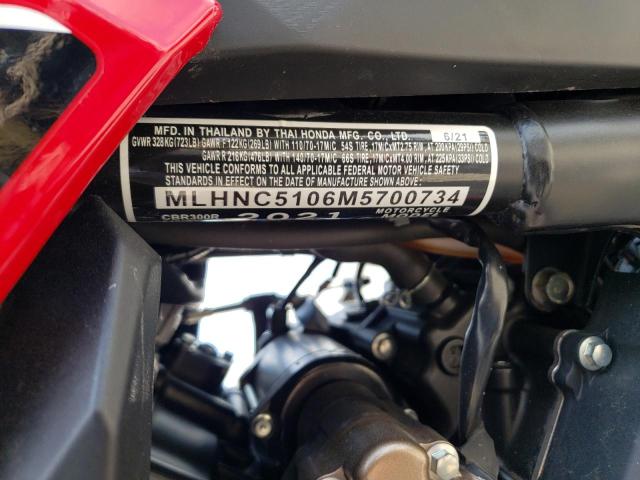 MFD. IN THAILAND BY THAI HONDA MFG. CO., LTD. 6/21
GVWR 328KG(723LB) GAWR F 122KG(269LB) WITH 110/70-17M/C 54S TIRE, 17M/CxMT2.75 RIM, AT 200KPA(29PSI) COLD
GAWR R 216KG(476LB) WITH 140/70-17M/C 66S TIRE, 17M/CxMT4.00 RIM, AT 225KPA(33PSI) COLD
THIS VEHICLE CONFORMS TO ALL APPLICABLE FEDERAL MOTOR VEHICLE SAFETY
STANDARDS IN EFFECT ON THE DATE OF MANUFACTURE SHOWN ABOVE.
MLHNC5106M5700734
CBR300R 2021 MOTORCYCLE